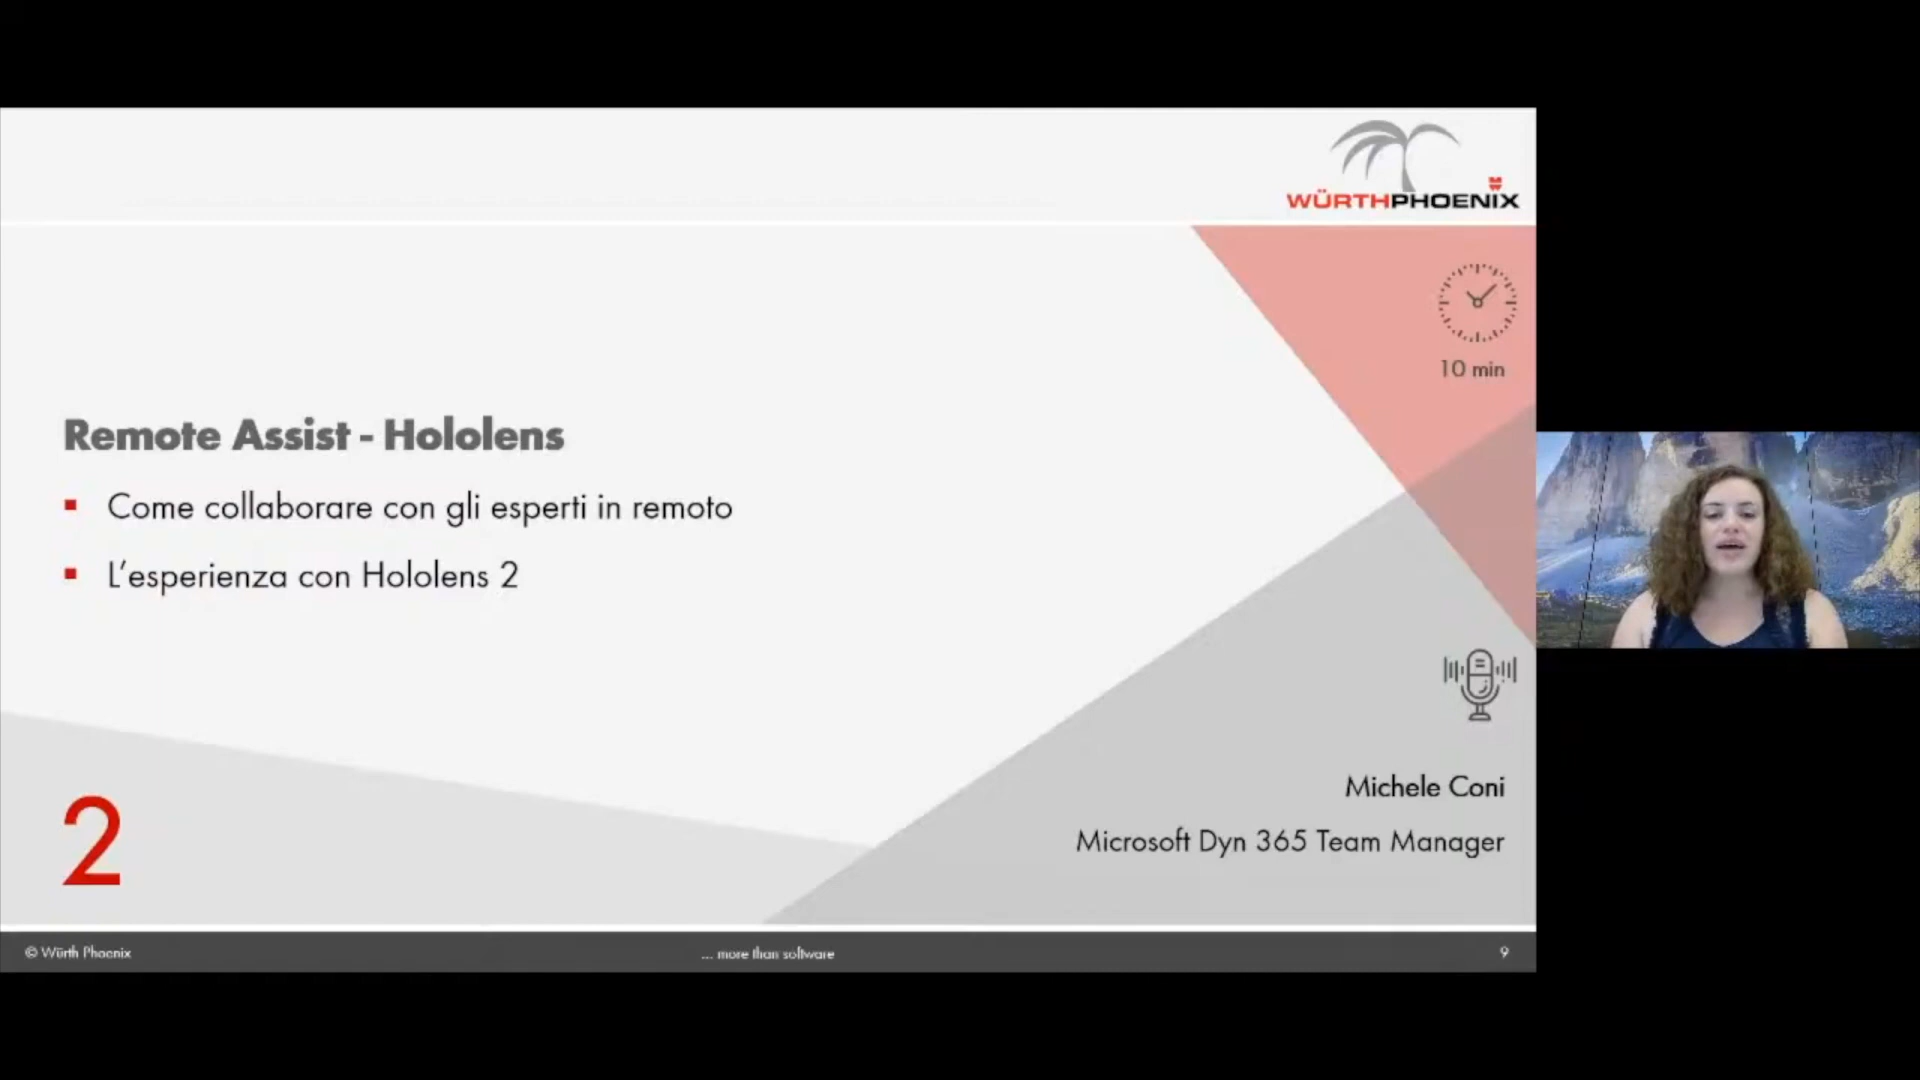 WÜRTHPHOENIX
10 min
Remote Assist - Hololens
▪ Come collaborare con gli esperti in remoto
▪ L'esperienza con Hololens 2
Michele Coni
Microsoft Dyn 365 Team Manager
2
© Würth Phoenix
... more than software
9